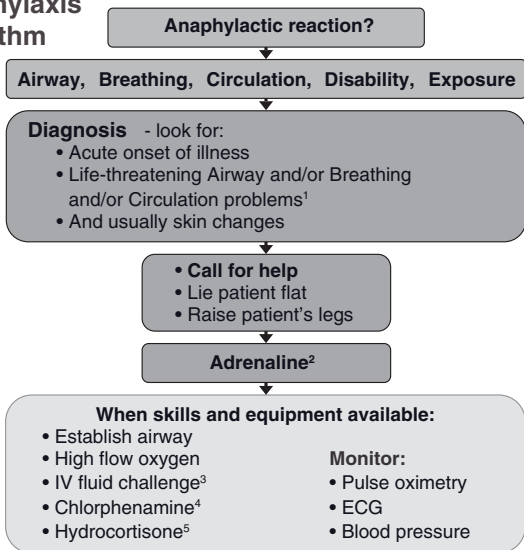 Anaphylactic reaction?
Airway, Breathing, Circulation, Disability, Exposure
Diagnosis - look for:
• Acute onset of illness
• Life-threatening Airway and/or Breathing
and/or Circulation problems¹
• And usually skin changes
• Call for help
• Lie patient flat
• Raise patient's legs
Adrenaline²
When skills and equipment available:
• Establish airway
• High flow oxygen
• IV fluid challenge³
• Chlorphenamine⁴
• Hydrocortisone⁵
Monitor:
• Pulse oximetry
• ECG
• Blood pressure